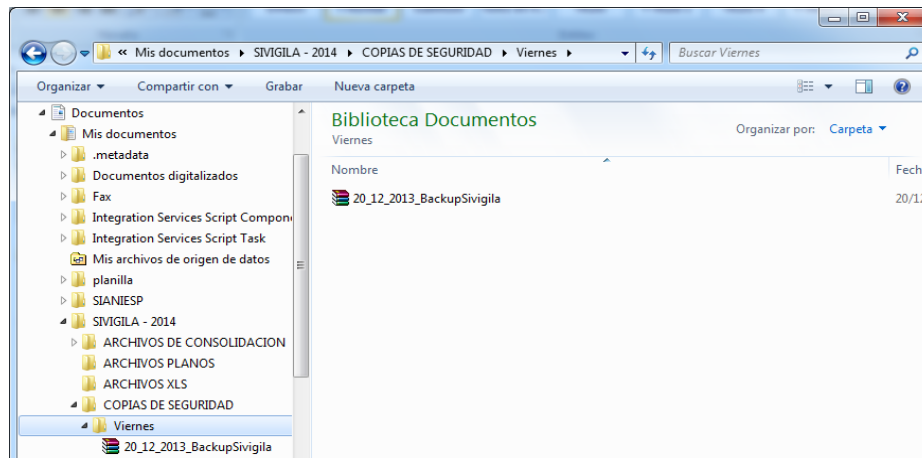 « Mis documentos ▸ SIVIGILA - 2014 ▸ COPIAS DE SEGURIDAD ▸ Viernes ▸
Buscar Viernes
Organizar ▾ Compartir con ▾ Grabar Nueva carpeta
Documentos
Mis documentos
.metadata
Documentos digitalizados
Fax
Integration Services Script Compon
Integration Services Script Task
Mis archivos de origen de datos
planilla
SIANIESP
SIVIGILA - 2014
ARCHIVOS DE CONSOLIDACION
ARCHIVOS PLANOS
ARCHIVOS XLS
COPIAS DE SEGURIDAD
Viernes
20_12_2013_BackupSivigila
Biblioteca Documentos
Viernes
Organizar por: Carpeta ▾
Nombre Fech
20_12_2013_BackupSivigila 20/12